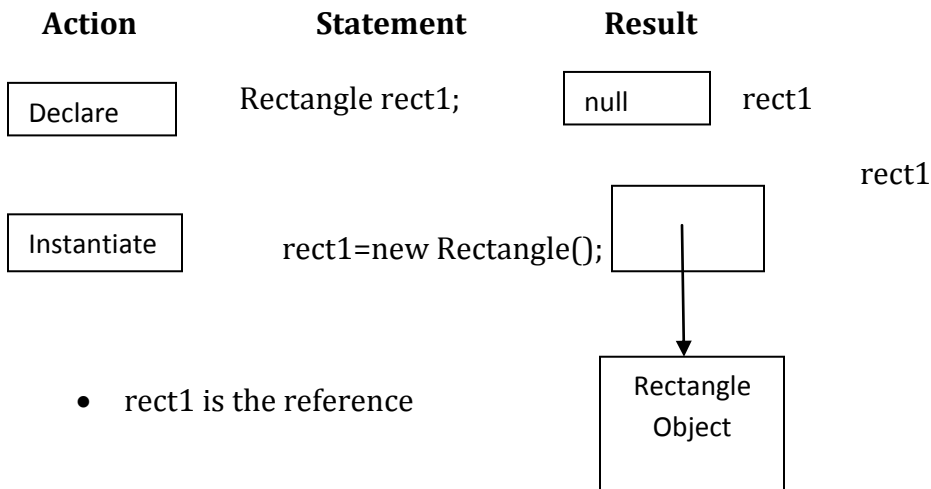 Action Statement Result
Declare Rectangle rect1; null rect1
rect1
Instantiate rect1=new Rectangle();
• rect1 is the reference
Rectangle
Object